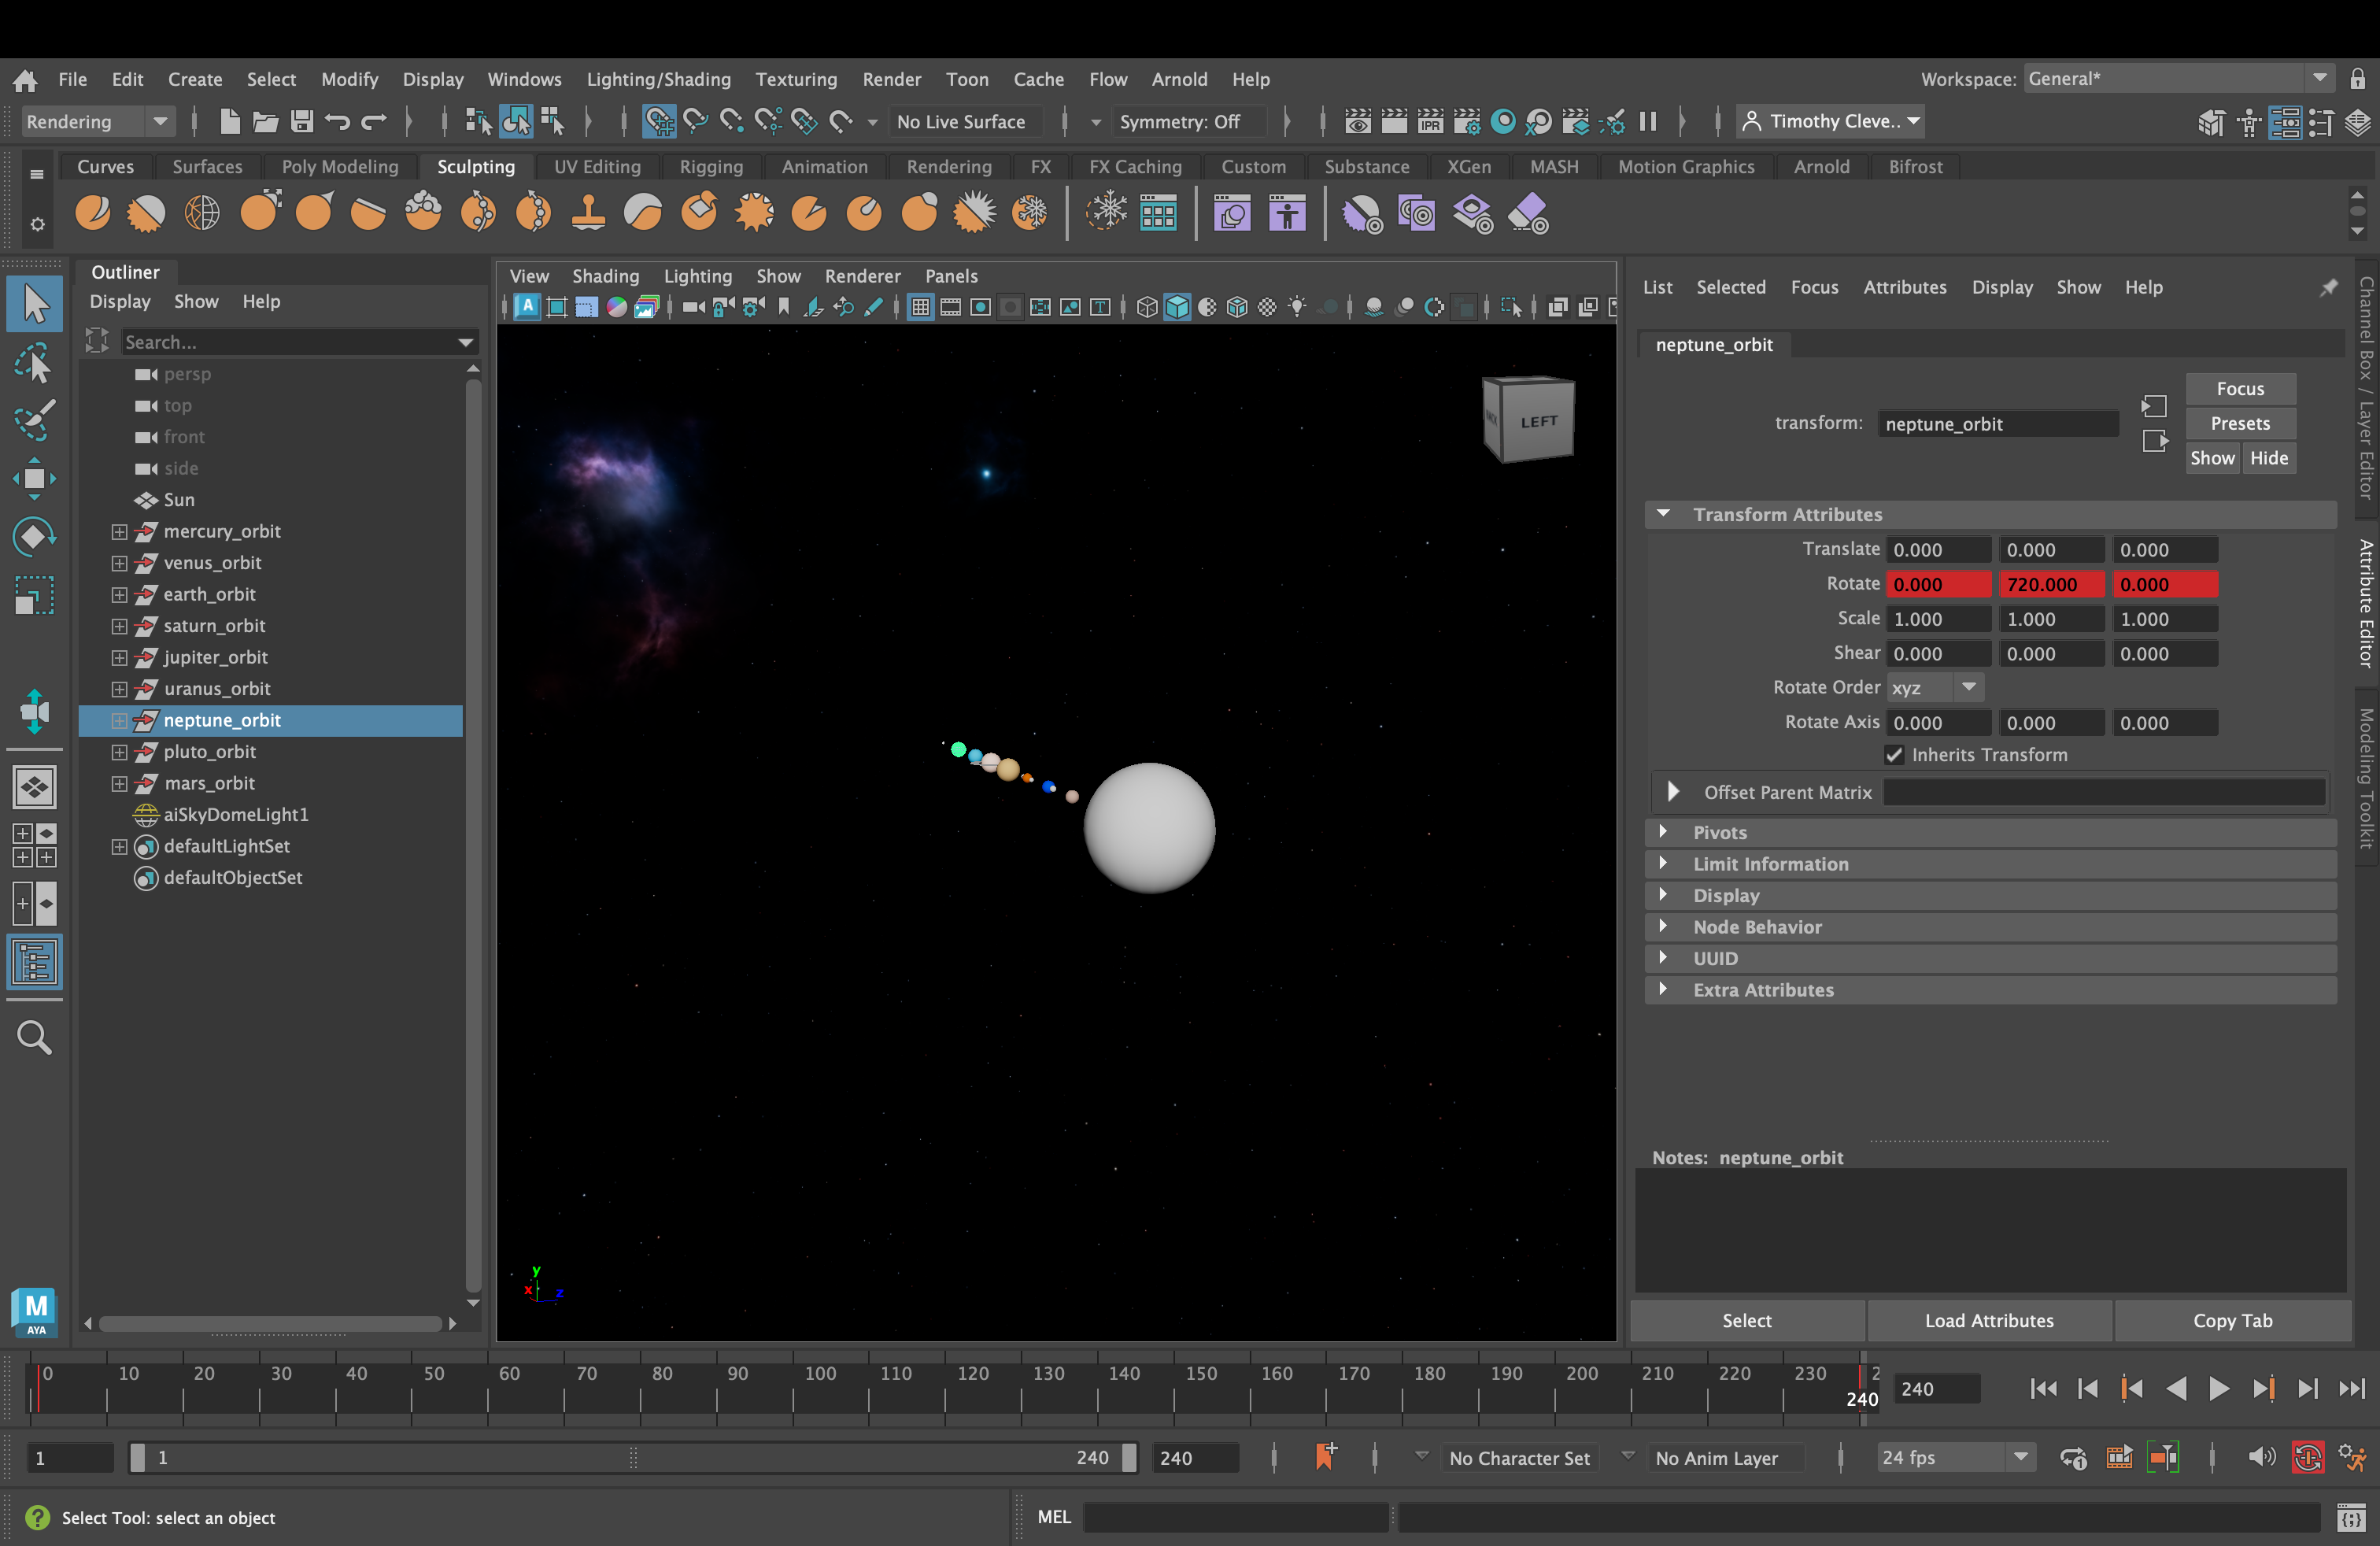 File Edit Create Select Modify Display Windows Lighting/Shading Texturing Render Toon Cache Flow Arnold Help Workspace: General*
Rendering No Live Surface Symmetry: Off IPR Timothy Cleve..
Curves Surfaces Poly Modeling Sculpting UV Editing Rigging Animation Rendering FX FX Caching Custom Substance XGen MASH Motion Graphics Arnold Bifrost
Outliner
Display Show Help
Search...
persp
top
front
side
Sun
mercury_orbit
venus_orbit
earth_orbit
saturn_orbit
jupiter_orbit
uranus_orbit
neptune_orbit
pluto_orbit
mars_orbit
aiSkyDomeLight1
defaultLightSet
defaultObjectSet
View Shading Lighting Show Renderer Panels
A T
BACK LEFT
y
x z
List Selected Focus Attributes Display Show Help
neptune_orbit
Focus
transform: neptune_orbit Presets
Show Hide
Transform Attributes
Translate 0.000 0.000 0.000
Rotate 0.000 720.000 0.000
Scale 1.000 1.000 1.000
Shear 0.000 0.000 0.000
Rotate Order xyz
Rotate Axis 0.000 0.000 0.000
Inherits Transform
Offset Parent Matrix
Pivots
Limit Information
Display
Node Behavior
UUID
Extra Attributes
Notes: neptune_orbit
Select Load Attributes Copy Tab
Channel Box / Layer Editor
Attribute Editor
Modeling Toolkit
M
AYA
0 10 20 30 40 50 60 70 80 90 100 110 120 130 140 150 160 170 180 190 200 210 220 230 2
240 240
1 1 240 240 No Character Set No Anim Layer 24 fps
Select Tool: select an object MEL